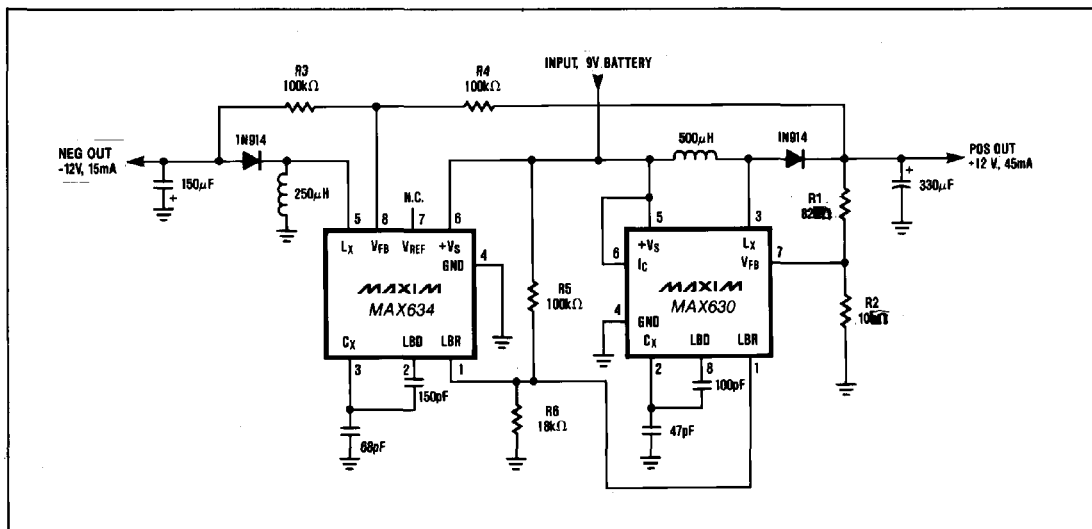 INPUT, 9V BATTERY
R3
100kΩ
R4
100kΩ
NEG OUT
-12V, 15mA
1N914
150μF
+
250μH
N.C.
5
8
7
6
LX
VFB
VREF
+VS
GND
4
MAXIM
MAX634
CX
LBD
LBR
3
2
1
150pF
68pF
R5
100kΩ
R6
18kΩ
500μH
1N914
POS OUT
+12 V, 45mA
330μF
+
R1
5
3
+VS
LX
6
IC
VFB
7
MAXIM
MAX630
4
GND
CX
LBD
LBR
2
8
1
100pF
47pF
R2